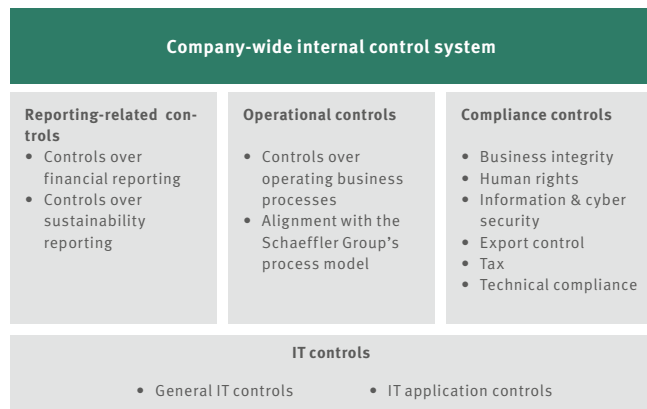 Company-wide internal control system
Reporting-related con-
trols
• Controls over
financial reporting
• Controls over
sustainability
reporting
Operational controls
• Controls over
operating business
processes
• Alignment with the
Schaeffler Group's
process model
Compliance controls
• Business integrity
• Human rights
• Information & cyber
security
• Export control
• Tax
• Technical compliance
IT controls
• General IT controls
• IT application controls